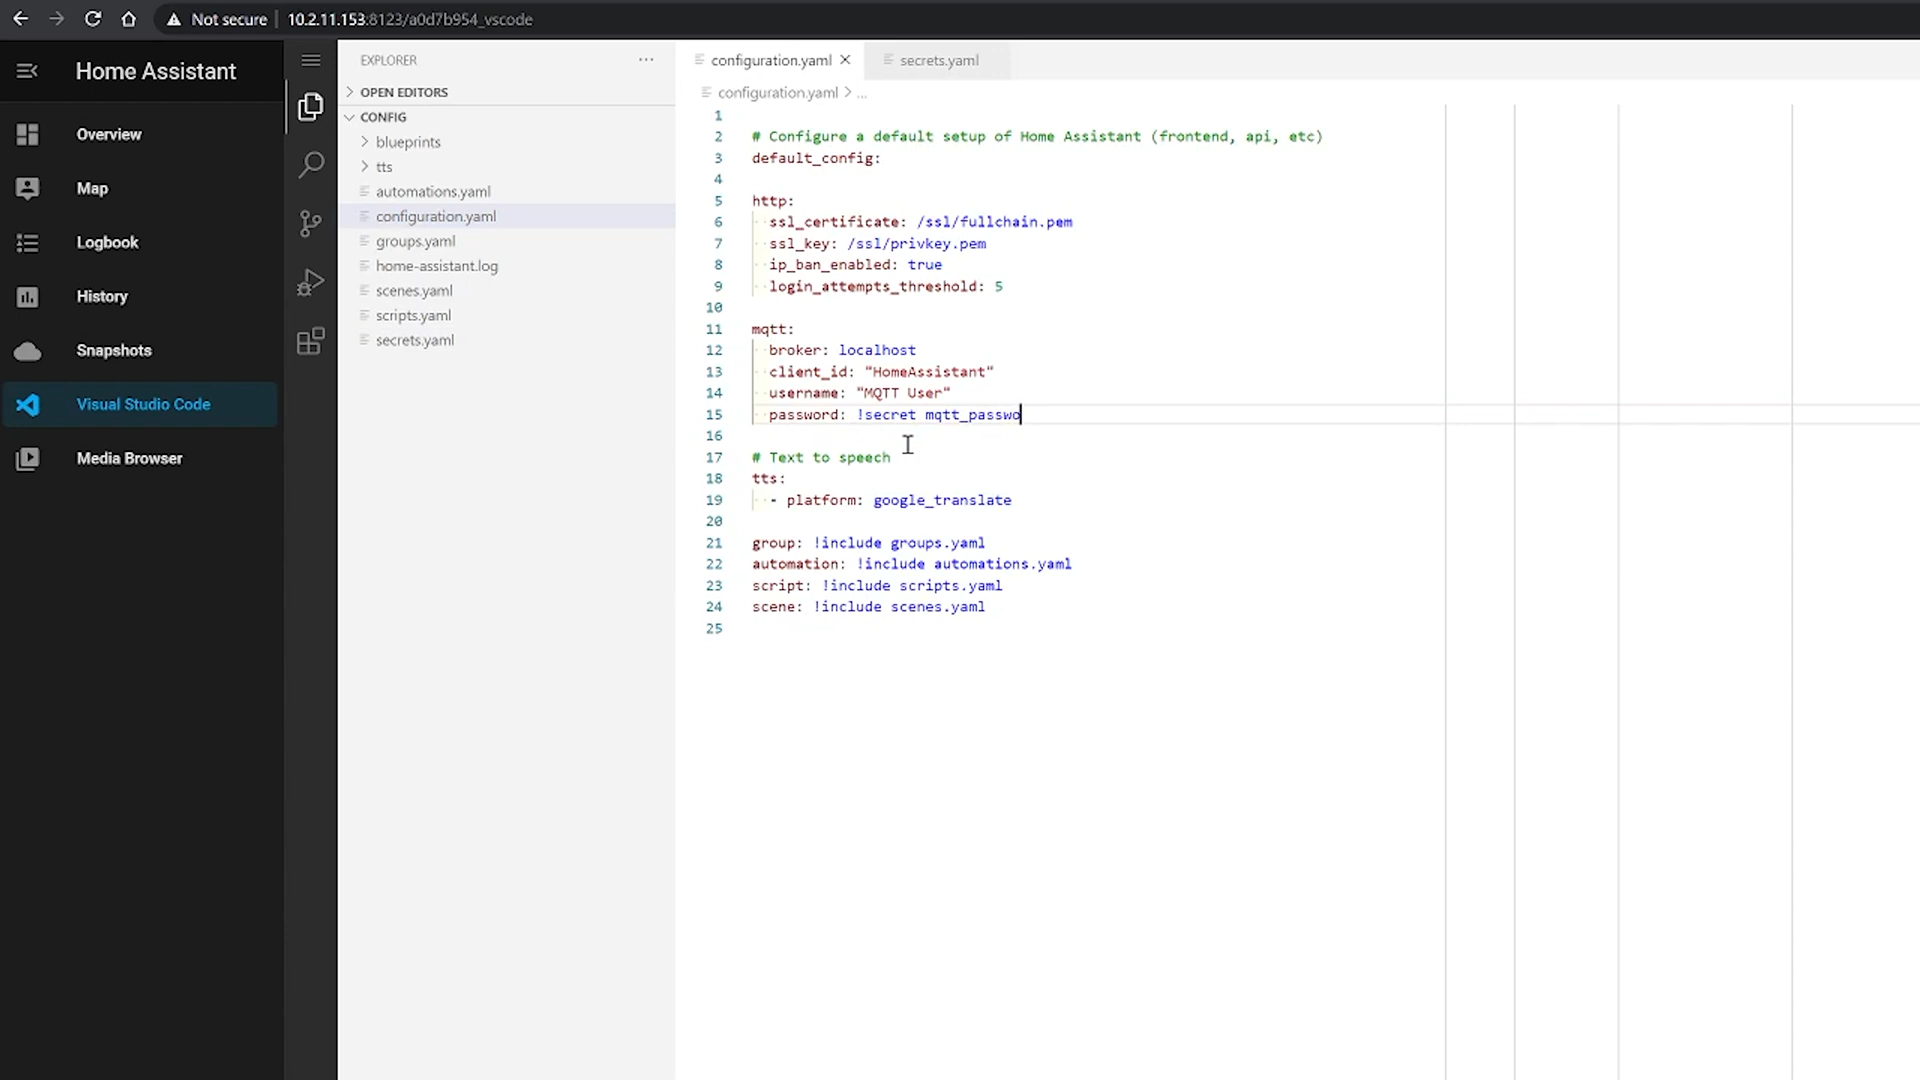 Not secure | 10.2.11.153:8123/a0d7b954_vscode
Home Assistant
Overview
Map
Logbook
History
Snapshots
Visual Studio Code
Media Browser
EXPLORER ...
> OPEN EDITORS
CONFIG
> blueprints
> tts
automations.yaml
configuration.yaml
groups.yaml
home-assistant.log
scenes.yaml
scripts.yaml
secrets.yaml
configuration.yaml × secrets.yaml
configuration.yaml > ...
1
2 # Configure a default setup of Home Assistant (frontend, api, etc)
3 default_config:
4
5 http:
6   ssl_certificate: /ssl/fullchain.pem
7   ssl_key: /ssl/privkey.pem
8   ip_ban_enabled: true
9   login_attempts_threshold: 5
10
11 mqtt:
12   broker: localhost
13   client_id: "HomeAssistant"
14   username: "MQTT User"
15   password: !secret mqtt_passwo
16
17 # Text to speech
18 tts:
19   - platform: google_translate
20
21 group: !include groups.yaml
22 automation: !include automations.yaml
23 script: !include scripts.yaml
24 scene: !include scenes.yaml
25